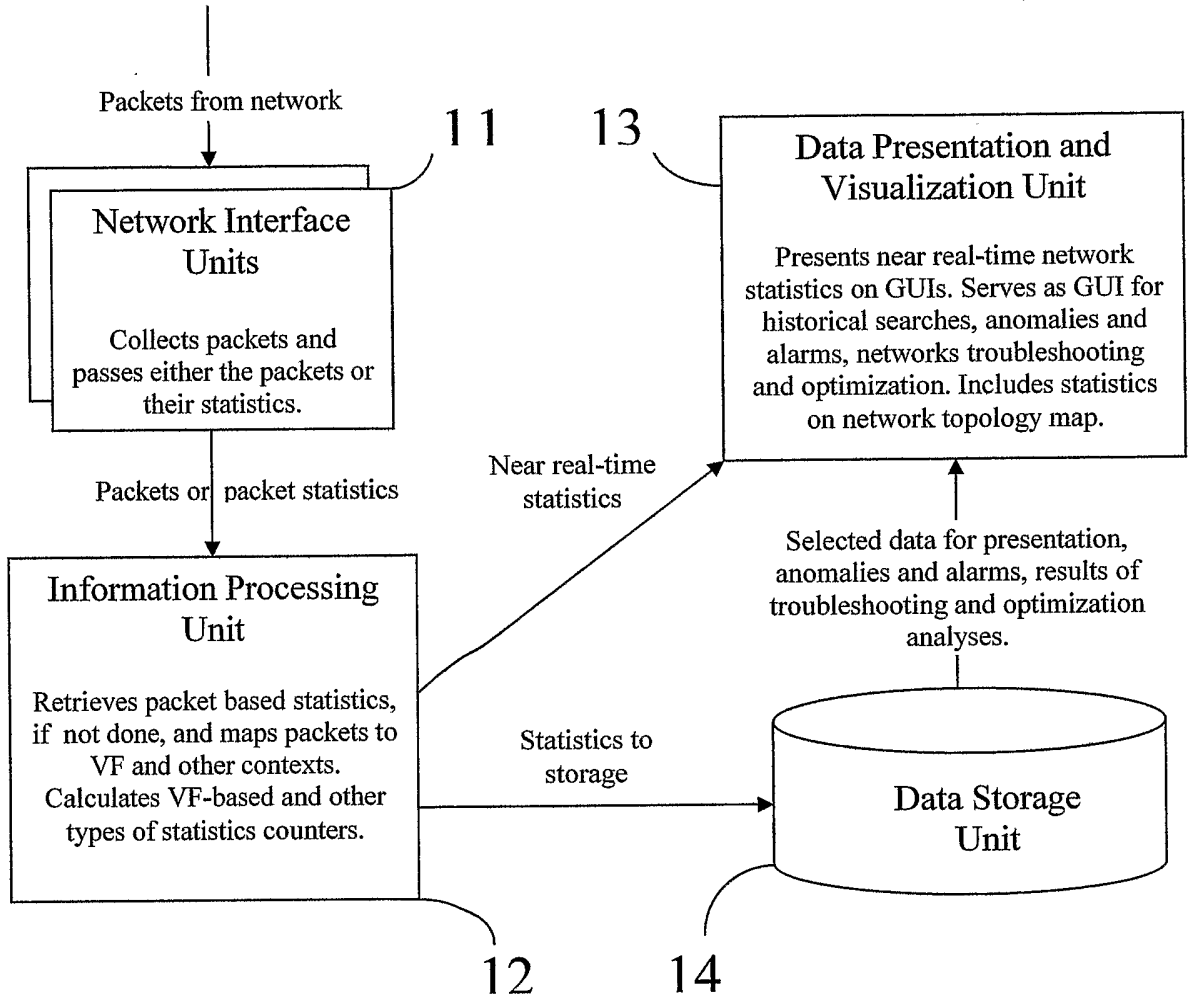 Packets from network
11
Network Interface
Units
Collects packets and
passes either the packets or
their statistics.
Packets or packet statistics
Information Processing
Unit
Retrieves packet based statistics,
if not done, and maps packets to
VF and other contexts.
Calculates VF-based and other
types of statistics counters.
12
Near real-time
statistics
Statistics to
storage
13
Data Presentation and
Visualization Unit
Presents near real-time network
statistics on GUIs. Serves as GUI for
historical searches, anomalies and
alarms, networks troubleshooting
and optimization. Includes statistics
on network topology map.
Selected data for presentation,
anomalies and alarms, results of
troubleshooting and optimization
analyses.
Data Storage
Unit
14